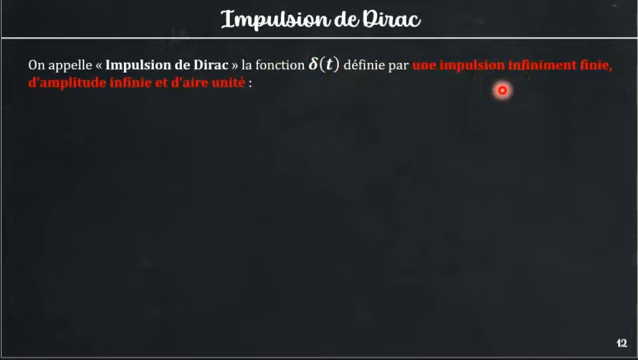 Impulsion de Dirac
On appelle « Impulsion de Dirac » la fonction δ(t) définie par une impulsion infiniment finie,
d'amplitude infinie et d'aire unité :
12